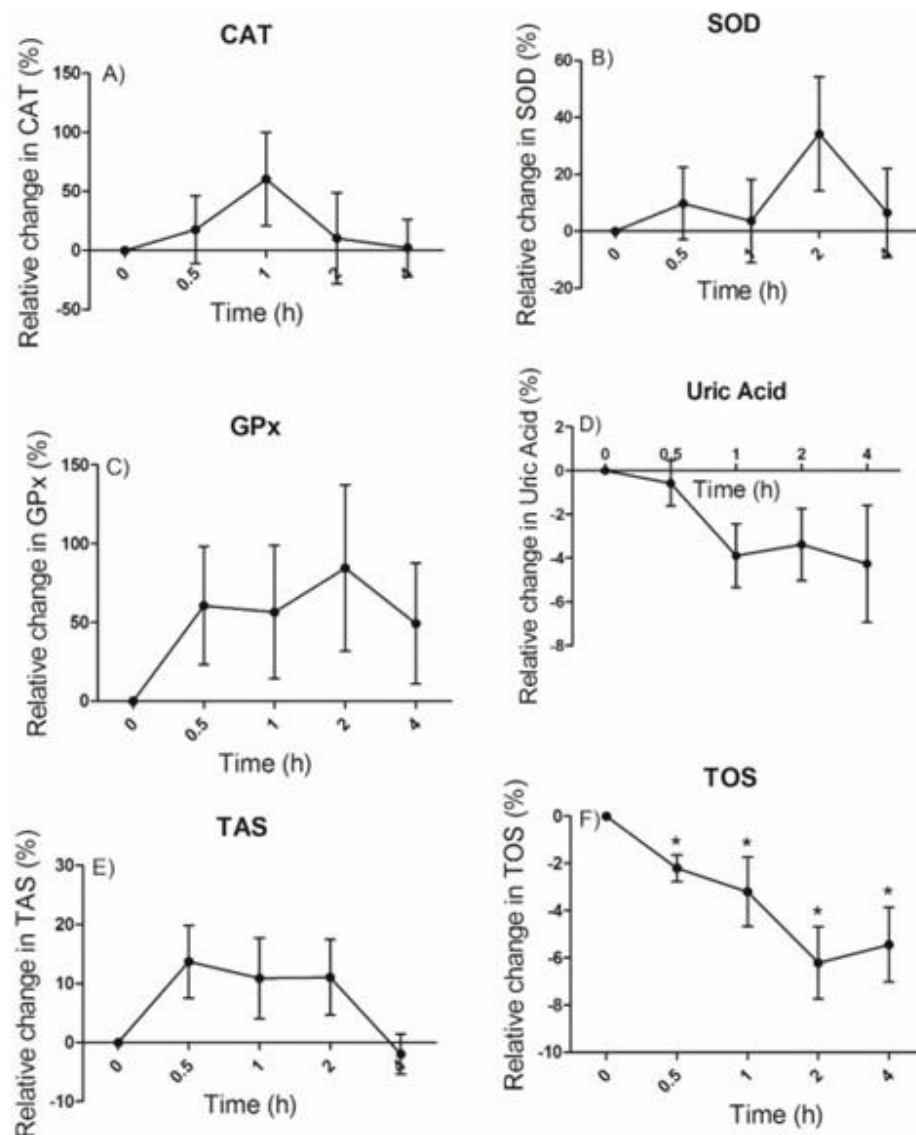 CAT
A)
Relative change in CAT (%)
150
100
50
0
-50
0
0.5
1
2
4
Time (h)
SOD
B)
Relative change in SOD (%)
60
40
20
0
-20
0
0.5
1
2
4
Time (h)
GPx
C)
Relative change in GPx (%)
150
100
50
0
0
0.5
1
2
4
Time (h)
Uric Acid
D)
Relative change in Uric Acid (%)
2
0
-2
-4
-6
-8
0
0.5
1
2
4
Time (h)
TAS
E)
Relative change in TAS (%)
30
20
10
0
-10
0
0.5
1
2
4
Time (h)
TOS
F)
Relative change in TOS (%)
0
-2
-4
-6
-8
-10
*
*
*
*
0
0.5
1
2
4
Time (h)